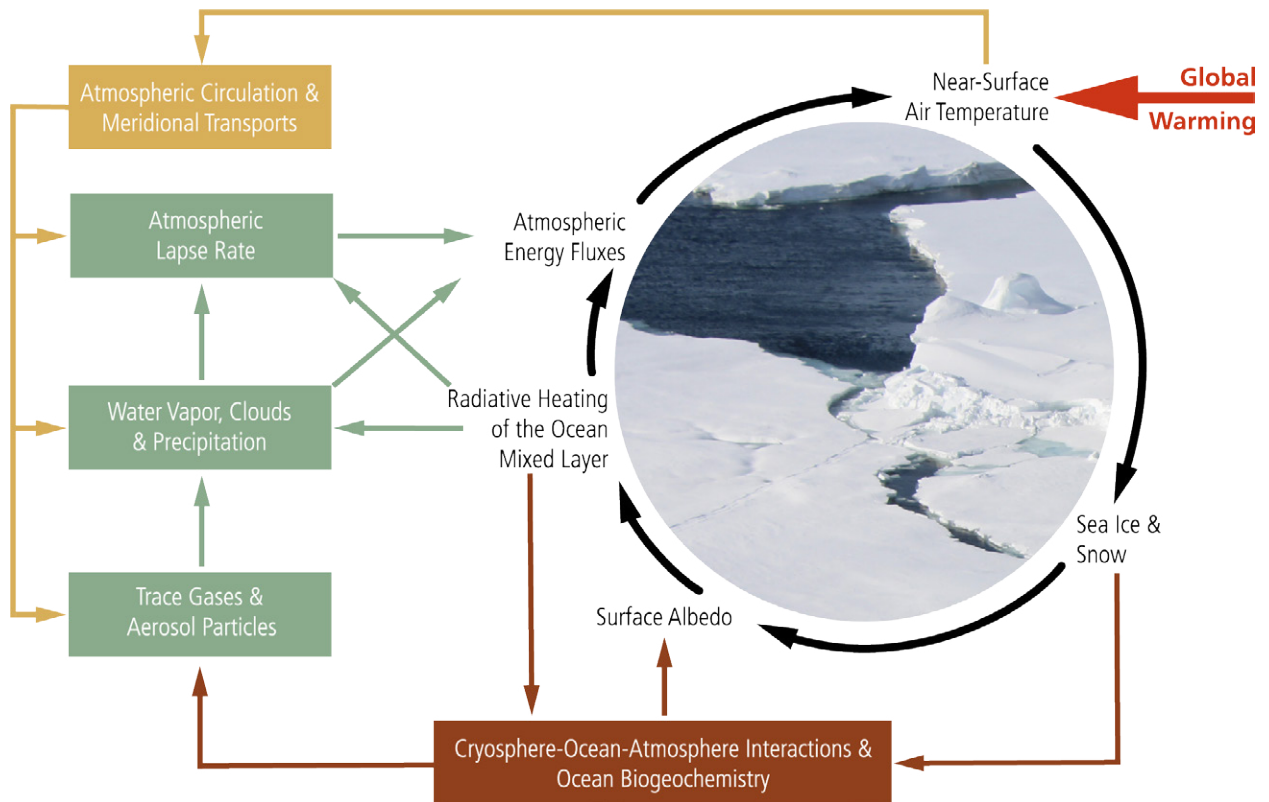 Atmospheric Circulation &
Meridional Transports
Near-Surface
Air Temperature
Global
Warming
Atmospheric
Lapse Rate
Atmospheric
Energy Fluxes
Water Vapor, Clouds
& Precipitation
Radiative Heating
of the Ocean
Mixed Layer
Sea Ice &
Snow
Trace Gases &
Aerosol Particles
Surface Albedo
Cryosphere-Ocean-Atmosphere Interactions &
Ocean Biogeochemistry